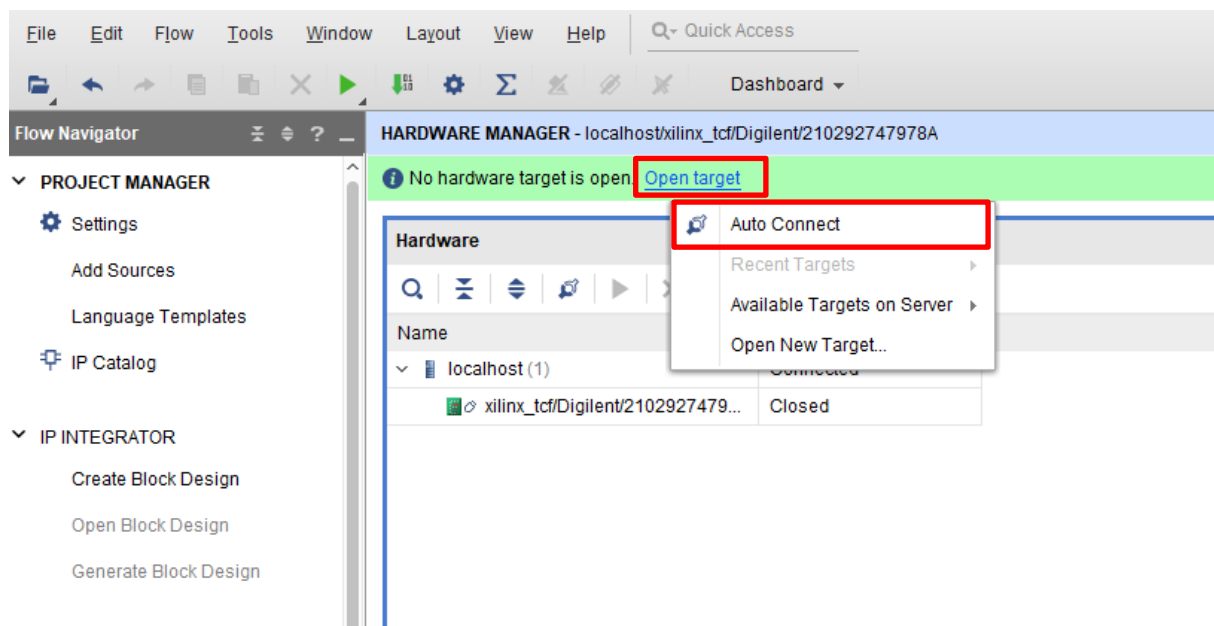 File Edit Flow Tools Window Layout View Help Quick Access
Dashboard
Flow Navigator ?
HARDWARE MANAGER - localhost/xilinx_tcf/Digilent/210292747978A
No hardware target is open. Open target
PROJECT MANAGER
Settings
Add Sources
Language Templates
IP Catalog
IP INTEGRATOR
Create Block Design
Open Block Design
Generate Block Design
Auto Connect
Recent Targets
Available Targets on Server
Open New Target...
Hardware
Name
localhost (1) Connected
xilinx_tcf/Digilent/2102927479... Closed